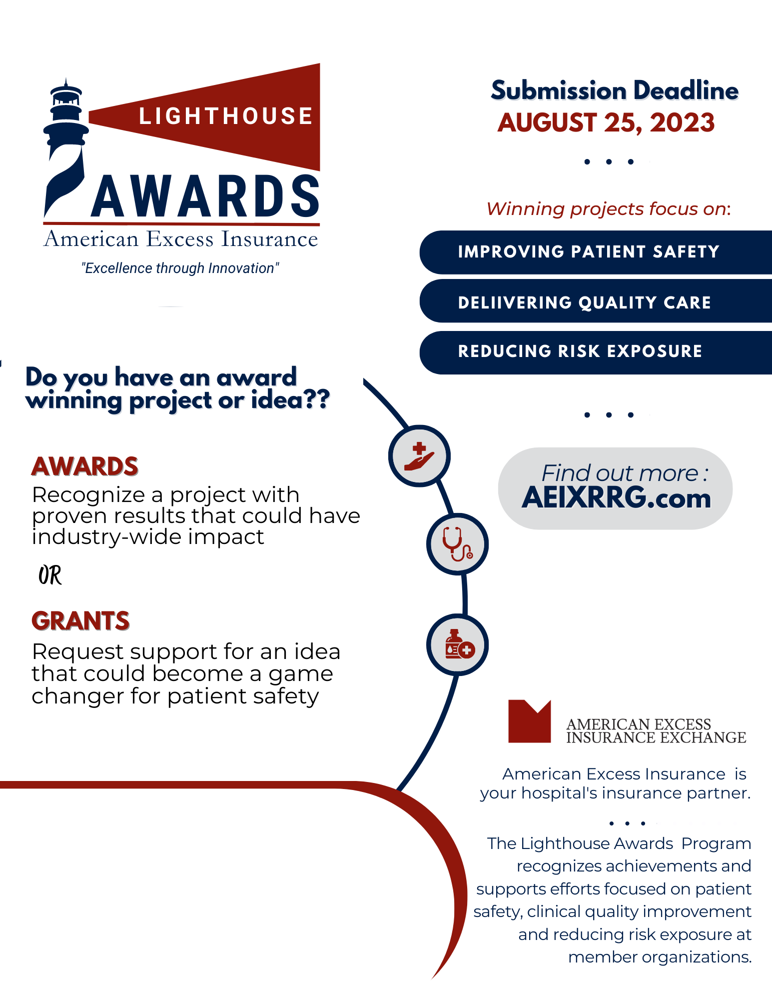 LIGHTHOUSE
AWARDS
American Excess Insurance
"Excellence through Innovation"
Submission Deadline
AUGUST 25, 2023
Winning projects focus on:
IMPROVING PATIENT SAFETY
DELIIVERING QUALITY CARE
REDUCING RISK EXPOSURE
Do you have an award
winning project or idea??
AWARDS
Recognize a project with
proven results that could have
industry-wide impact
OR
GRANTS
Request support for an idea
that could become a game
changer for patient safety
Find out more :
AEIXRRG.com
AMERICAN EXCESS
INSURANCE EXCHANGE
American Excess Insurance is
your hospital's insurance partner.
The Lighthouse Awards Program
recognizes achievements and
supports efforts focused on patient
safety, clinical quality improvement
and reducing risk exposure at
member organizations.